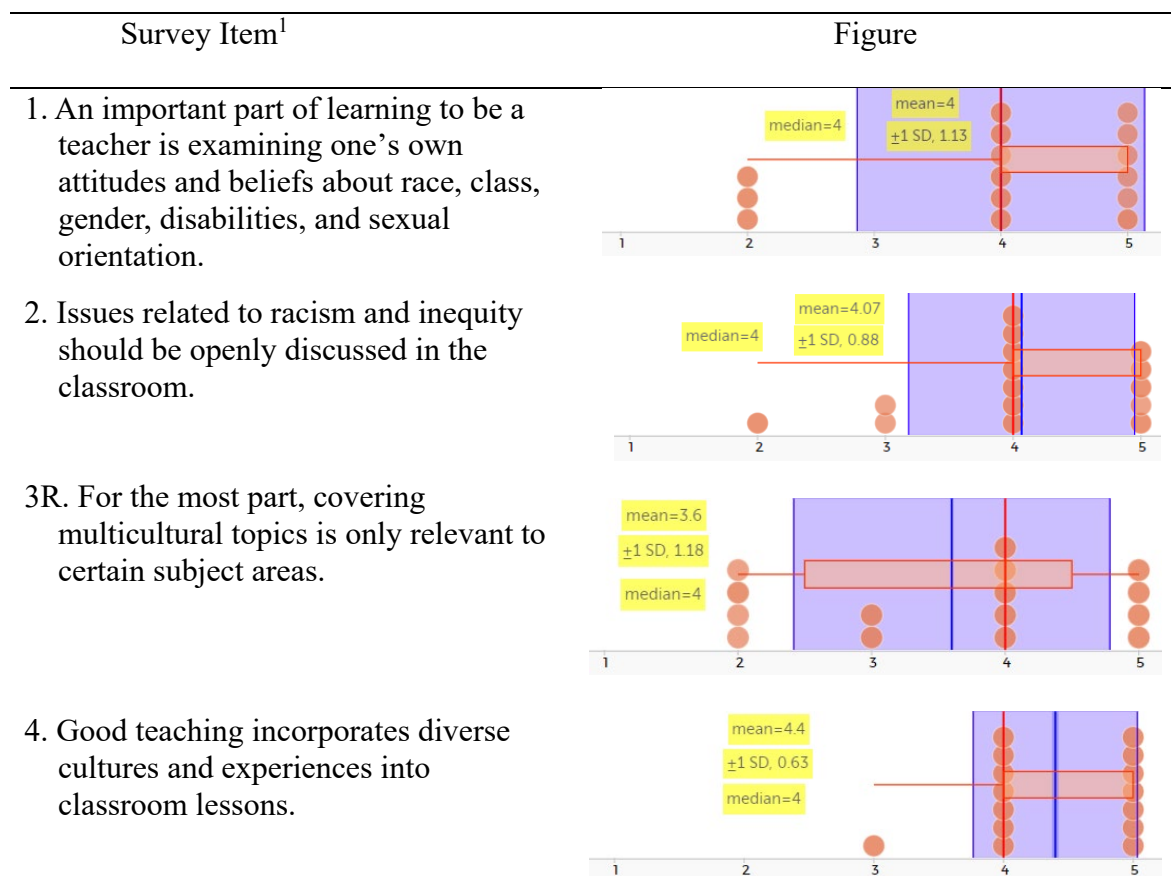 Survey Item1
Figure
1. An important part of learning to be a
teacher is examining one's own
attitudes and beliefs about race, class,
gender, disabilities, and sexual
orientation.
median=4
mean=4
±1 SD, 1.13
1 2 3 4 5
2. Issues related to racism and inequity
should be openly discussed in the
classroom.
median=4
mean=4.07
±1 SD, 0.88
1 2 3 4 5
3R. For the most part, covering
multicultural topics is only relevant to
certain subject areas.
mean=3.6
±1 SD, 1.18
median=4
1 2 3 4 5
4. Good teaching incorporates diverse
cultures and experiences into
classroom lessons.
mean=4.4
±1 SD, 0.63
median=4
1 2 3 4 5